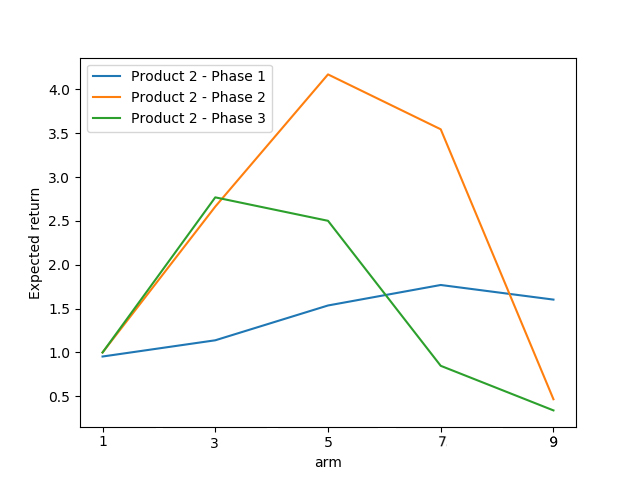 Product 2 - Phase 1
Product 2 - Phase 2
Product 2 - Phase 3
4.0
3.5
3.0
2.5
2.0
1.5
1.0
0.5
Expected return
1 3 5 7 9
arm